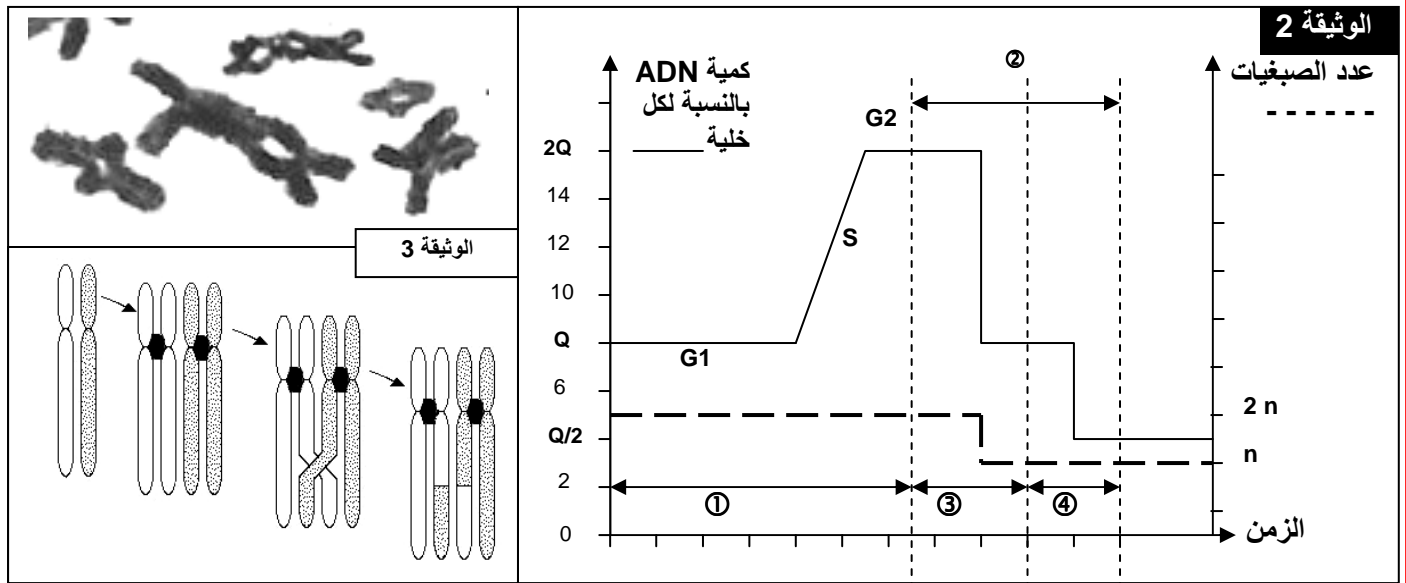 الوثيقة 2
عدد الصبغيات
كمية ADN
بالنسبة لكل
خلية
②
G2
2Q
14
S
12
10
Q
G1
6
2 n
Q/2
n
2
①
③
④
0
الزمن
الوثيقة 3